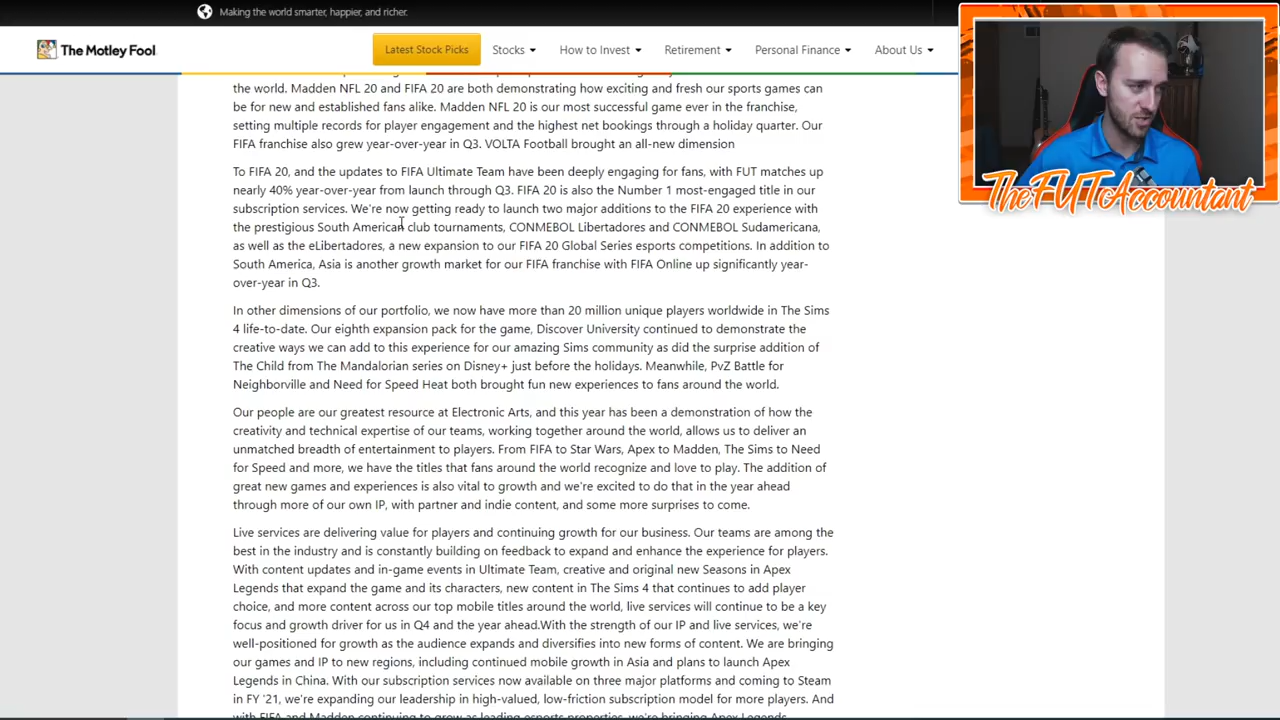 Making the world smarter, happier, and richer.
The Motley Fool
Latest Stock Picks
Stocks
How to Invest
Retirement
Personal Finance
About Us
TheFUTAccountant
the world. Madden NFL 20 and FIFA 20 are both demonstrating how exciting and fresh our sports games can
be for new and established fans alike. Madden NFL 20 is our most successful game ever in the franchise,
setting multiple records for player engagement and the highest net bookings through a holiday quarter. Our
FIFA franchise also grew year-over-year in Q3. VOLTA Football brought an all-new dimension
To FIFA 20, and the updates to FIFA Ultimate Team have been deeply engaging for fans, with FUT matches up
nearly 40% year-over-year from launch through Q3. FIFA 20 is also the Number 1 most-engaged title in our
subscription services. We're now getting ready to launch two major additions to the FIFA 20 experience with
the prestigious South American club tournaments, CONMEBOL Libertadores and CONMEBOL Sudamericana,
as well as the eLibertadores, a new expansion to our FIFA 20 Global Series esports competitions. In addition to
South America, Asia is another growth market for our FIFA franchise with FIFA Online up significantly year-
over-year in Q3.
In other dimensions of our portfolio, we now have more than 20 million unique players worldwide in The Sims
4 life-to-date. Our eighth expansion pack for the game, Discover University continued to demonstrate the
creative ways we can add to this experience for our amazing Sims community as did the surprise addition of
The Child from The Mandalorian series on Disney+ just before the holidays. Meanwhile, PvZ Battle for
Neighborville and Need for Speed Heat both brought fun new experiences to fans around the world.
Our people are our greatest resource at Electronic Arts, and this year has been a demonstration of how the
creativity and technical expertise of our teams, working together around the world, allows us to deliver an
unmatched breadth of entertainment to players. From FIFA to Star Wars, Apex to Madden, The Sims to Need
for Speed and more, we have the titles that fans around the world recognize and love to play. The addition of
great new games and experiences is also vital to growth and we're excited to do that in the year ahead
through more of our own IP, with partner and indie content, and some more surprises to come.
Live services are delivering value for players and continuing growth for our business. Our teams are among the
best in the industry and is constantly building on feedback to expand and enhance the experience for players.
With content updates and in-game events in Ultimate Team, creative and original new Seasons in Apex
Legends that expand the game and its characters, new content in The Sims 4 that continues to add player
choice, and more content across our top mobile titles around the world, live services will continue to be a key
focus and growth driver for us in Q4 and the year ahead.With the strength of our IP and live services, we're
well-positioned for growth as the audience expands and diversifies into new forms of content. We are bringing
our games and IP to new regions, including continued mobile growth in Asia and plans to launch Apex
Legends in China. With our subscription services now available on three major platforms and coming to Steam
in FY '21, we're expanding our leadership in high-valued, low-friction subscription model for more players. And
with FIFA and Madden continuing to grow as leading esports properties, we're bringing Apex Legends